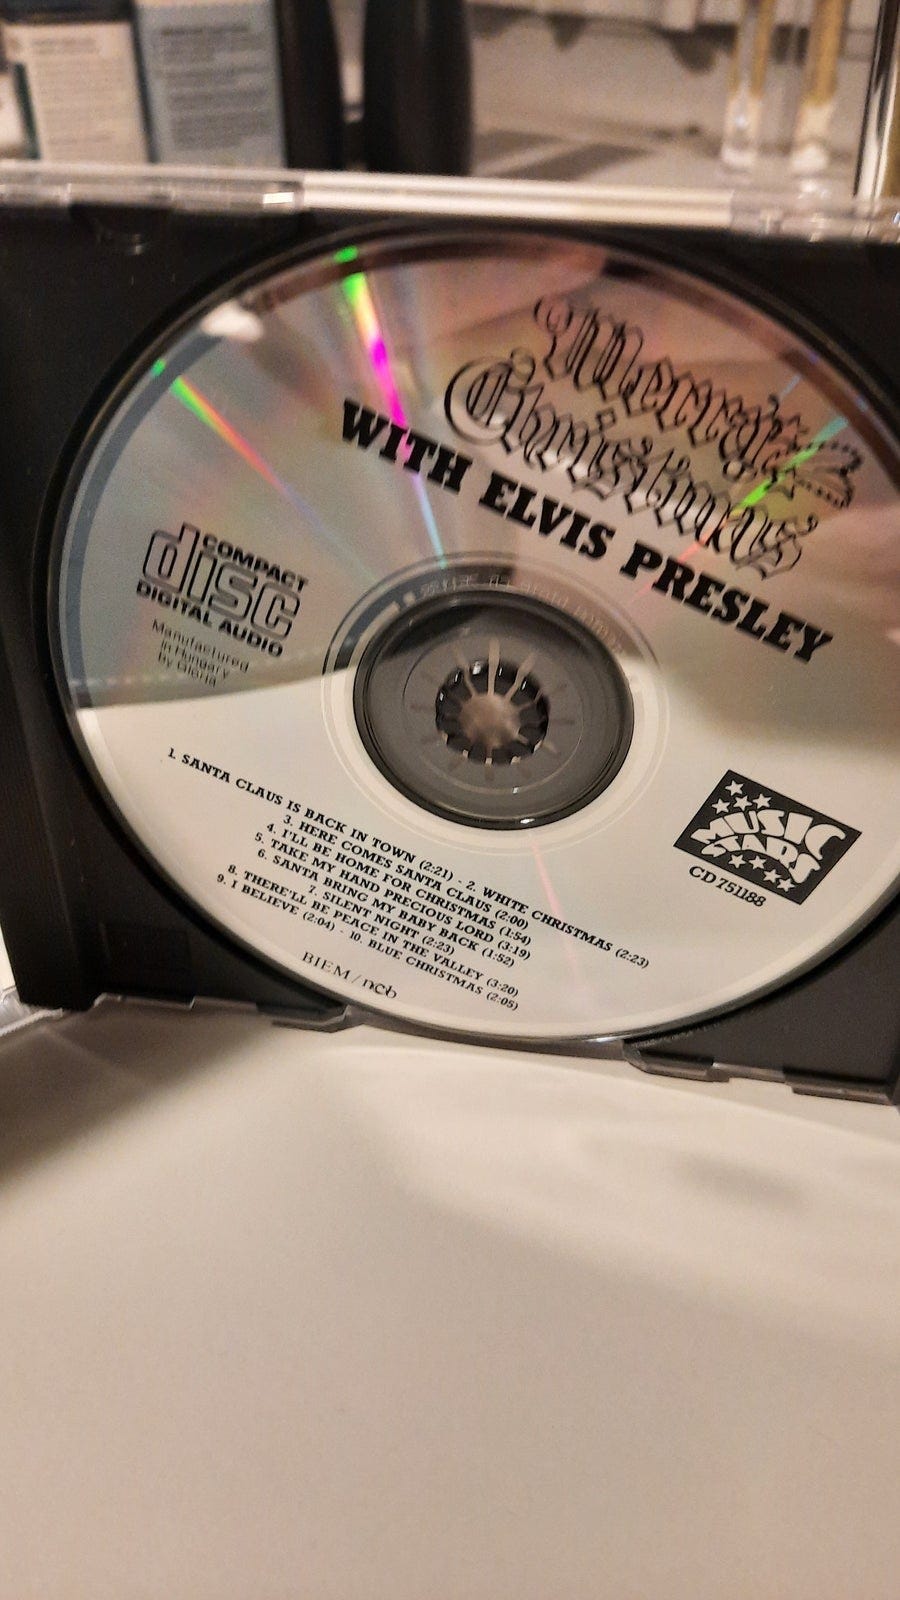 Merry
Christmas
WITH ELVIS PRESLEY
COMPACT
disc
DIGITAL AUDIO
Manufactured
in Hungary
by Glória
MUSIC
STARS
CD 751188
1. SANTA CLAUS IS BACK IN TOWN (2:21) - 2. WHITE CHRISTMAS (2:23)
3. HERE COMES SANTA CLAUS (2:00)
4. I'LL BE HOME FOR CHRISTMAS (1:54)
5. TAKE MY HAND PRECIOUS LORD (3:19)
6. SANTA BRING MY BABY BACK (1:52)
7. SILENT NIGHT (2:23)
8. THERE'LL BE PEACE IN THE VALLEY (3:20)
9. I BELIEVE (2:04) - 10. BLUE CHRISTMAS (2:05)
BIEM/ncb